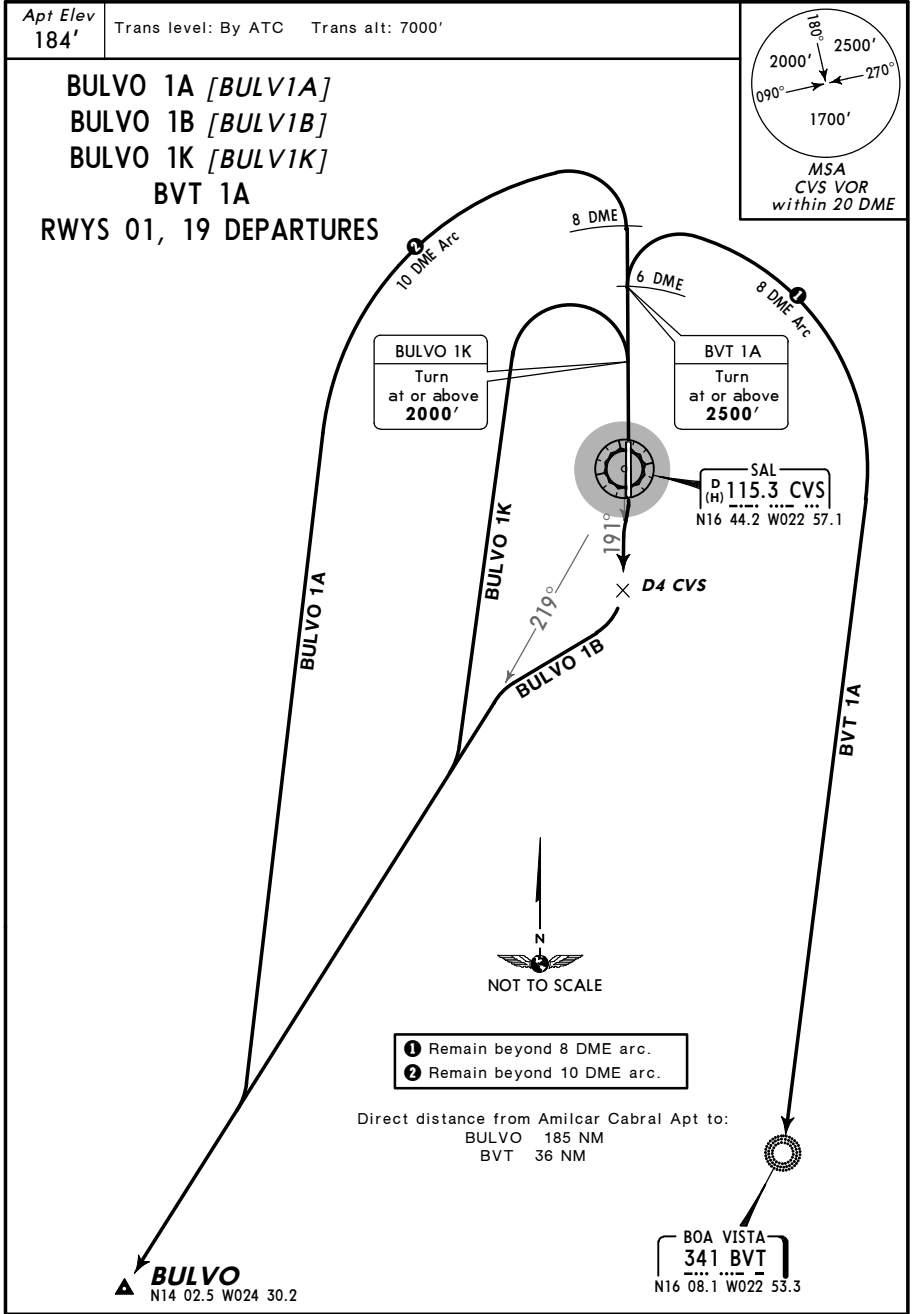 Apt Elev
184'
Trans level: By ATC Trans alt: 7000'
180°
2500'
2000'
270°
090°
1700'
MSA
CVS VOR
within 20 DME
BULVO 1A [BULV1A]
BULVO 1B [BULV1B]
BULVO 1K [BULV1K]
BVT 1A
RWYS 01, 19 DEPARTURES
8 DME
2
10 DME Arc
6 DME
1
8 DME Arc
BULVO 1K
Turn
at or above
2000'
BVT 1A
Turn
at or above
2500'
SAL
D
(H) 115.3 CVS
N16 44.2 W022 57.1
191°
D4 CVS
219°
BULVO 1K
BULVO 1A
BULVO 1B
BVT 1A
N
NOT TO SCALE
1 Remain beyond 8 DME arc.
2 Remain beyond 10 DME arc.
Direct distance from Amilcar Cabral Apt to:
BULVO 185 NM
BVT 36 NM
BOA VISTA
341 BVT
N16 08.1 W022 53.3
BULVO
N14 02.5 W024 30.2